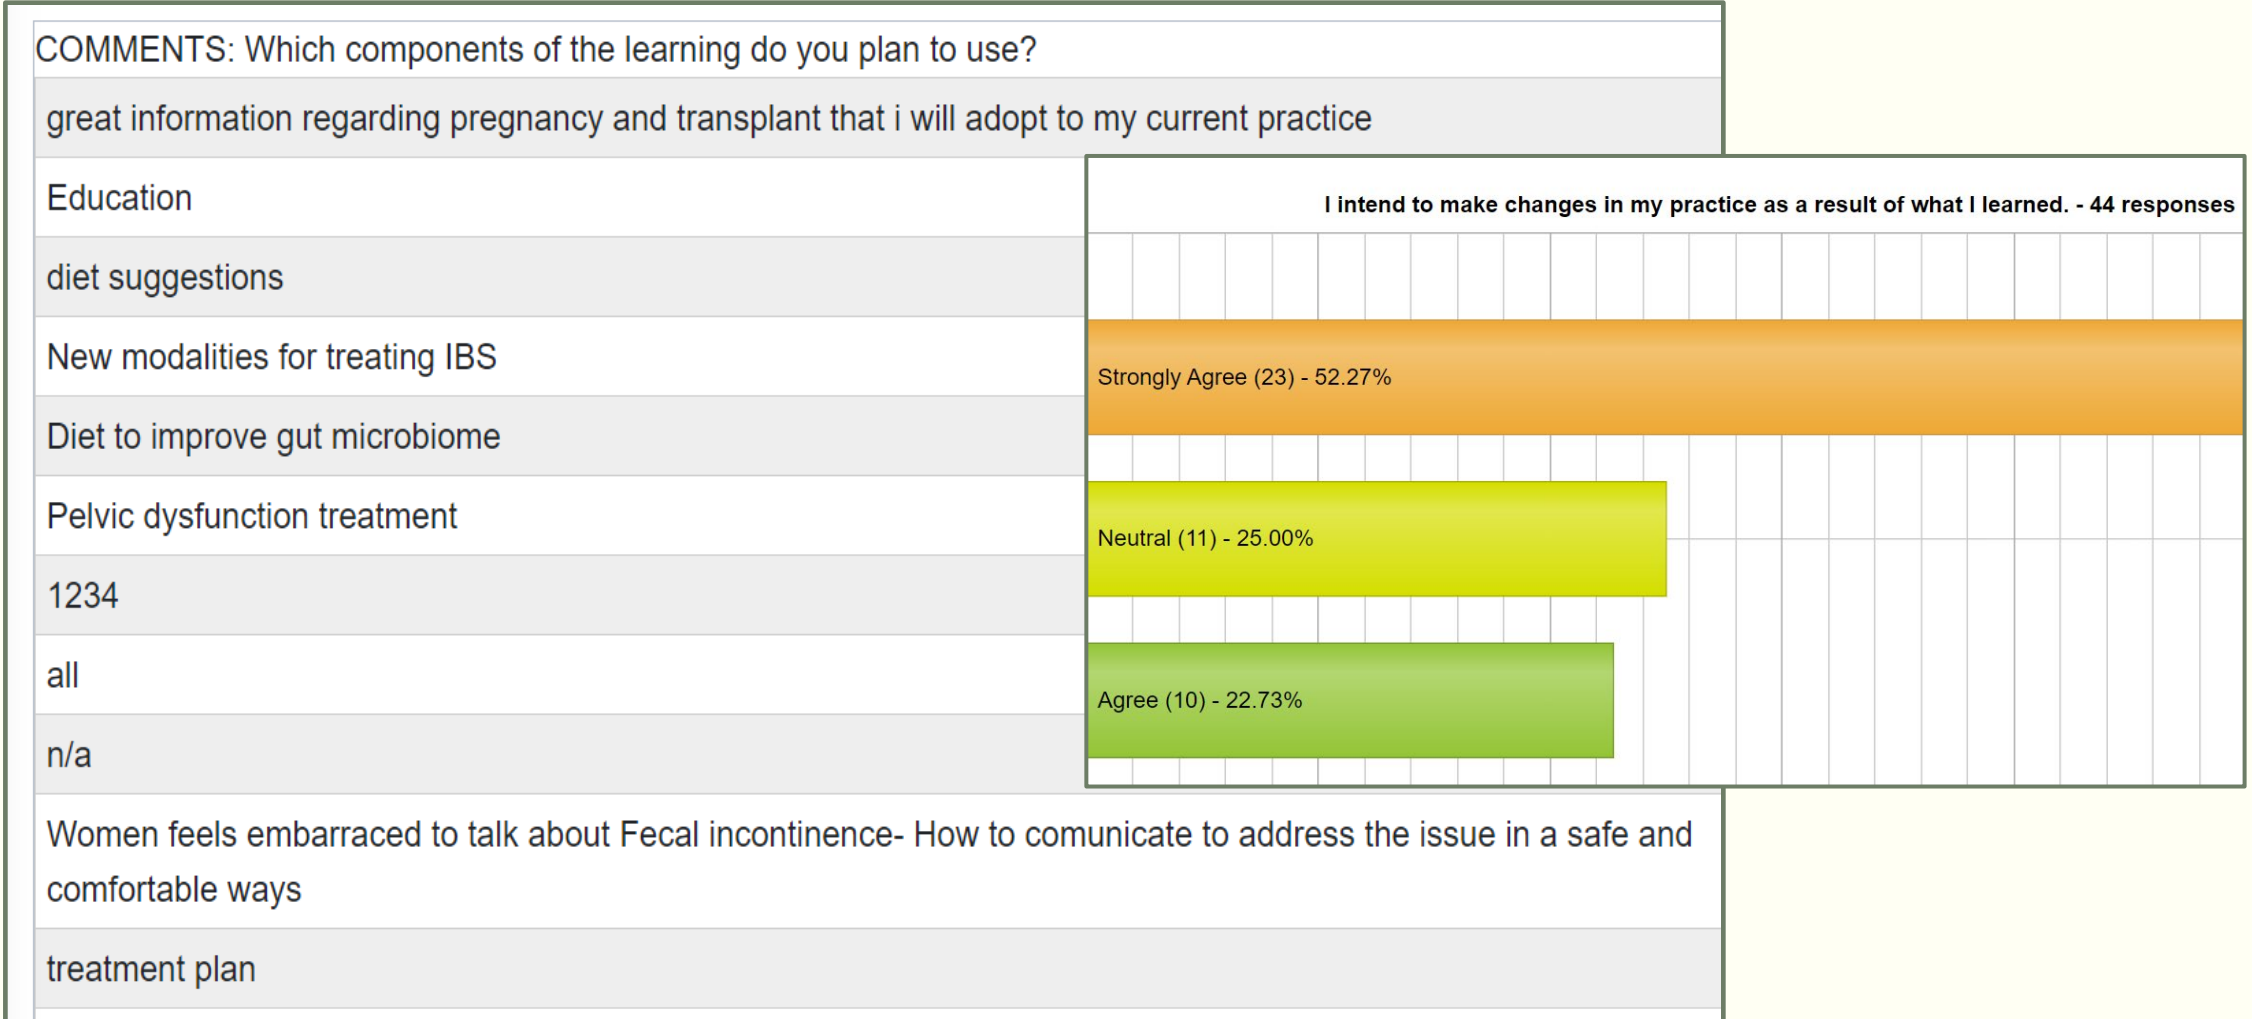 COMMENTS: Which components of the learning do you plan to use?
great information regarding pregnancy and transplant that i will adopt to my current practice
Education
diet suggestions
New modalities for treating IBS
Diet to improve gut microbiome
Pelvic dysfunction treatment
1234
all
n/a
Women feels embarraced to talk about Fecal incontinence- How to comunicate to address the issue in a safe and
comfortable ways
treatment plan
I intend to make changes in my practice as a result of what I learned. - 44 responses
Strongly Agree (23) - 52.27%
Neutral (11) - 25.00%
Agree (10) - 22.73%